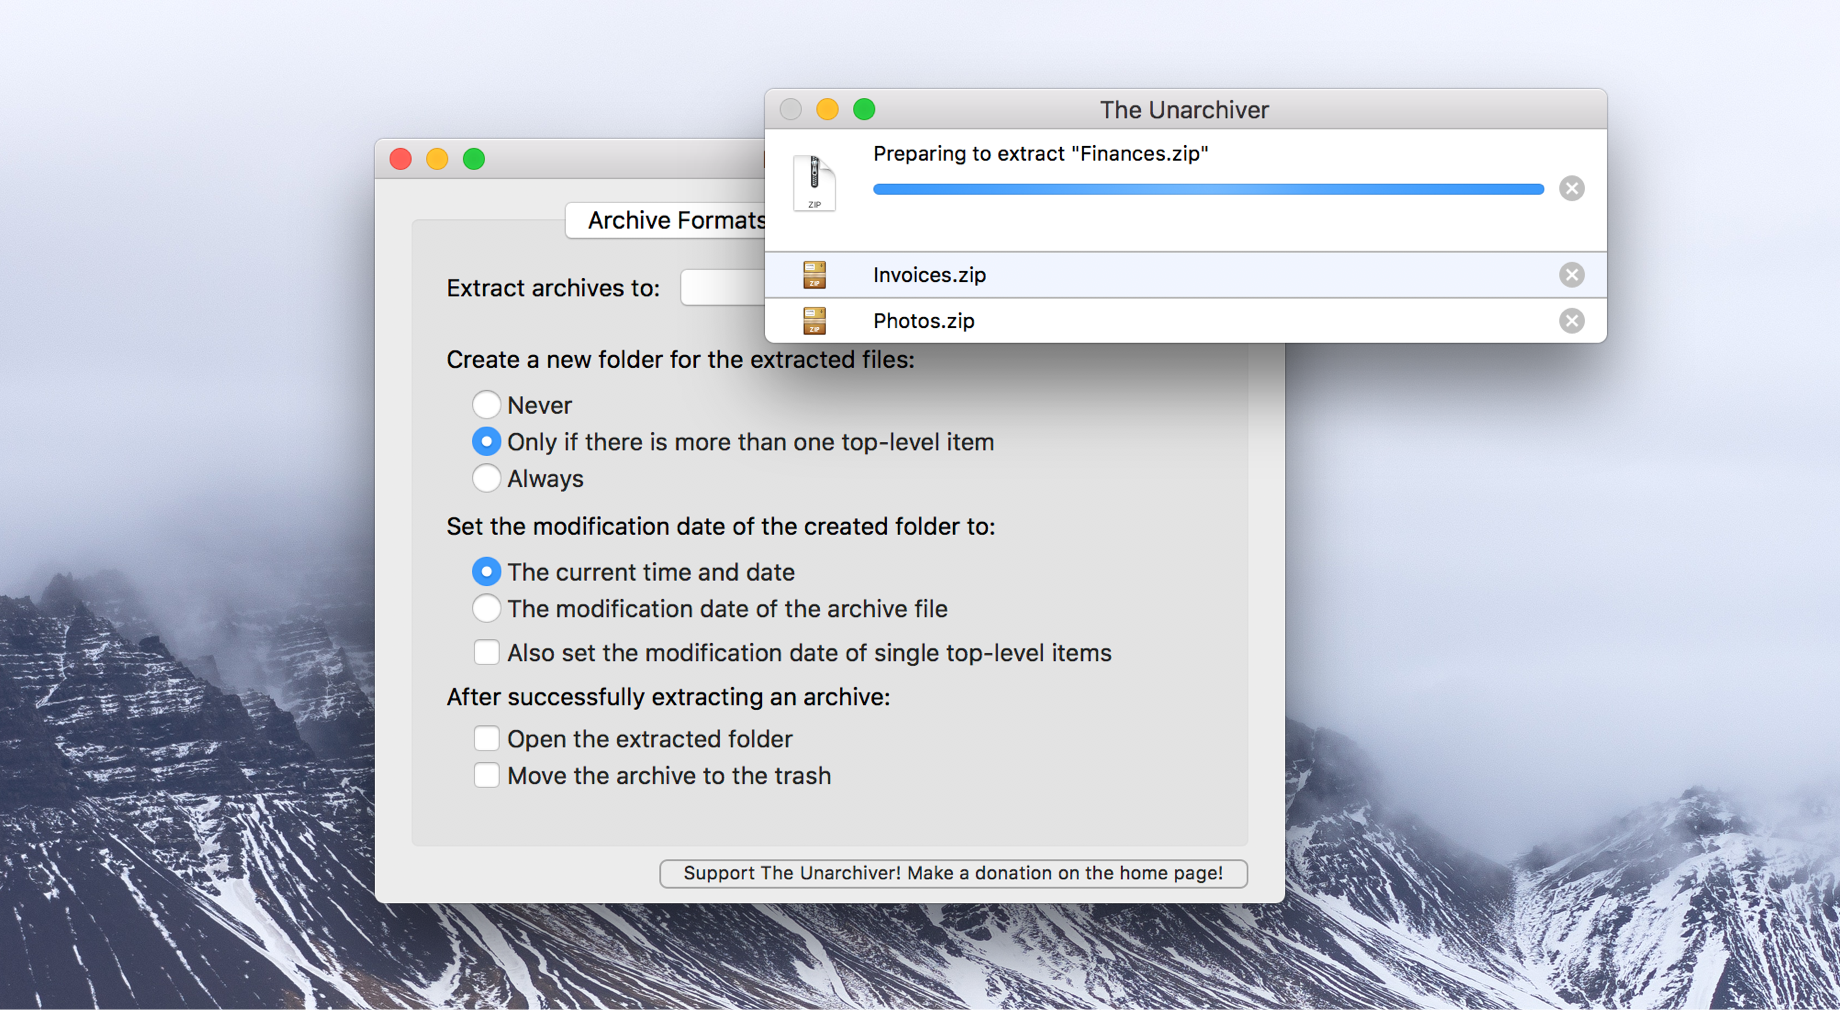 The Unarchiver
Preparing to extract "Finances.zip"
ZIP
ZIP
Invoices.zip
ZIP
Photos.zip
Archive Formats
Extract archives to:
Create a new folder for the extracted files:
Never
Only if there is more than one top-level item
Always
Set the modification date of the created folder to:
The current time and date
The modification date of the archive file
Also set the modification date of single top-level items
After successfully extracting an archive:
Open the extracted folder
Move the archive to the trash
Support The Unarchiver! Make a donation on the home page!